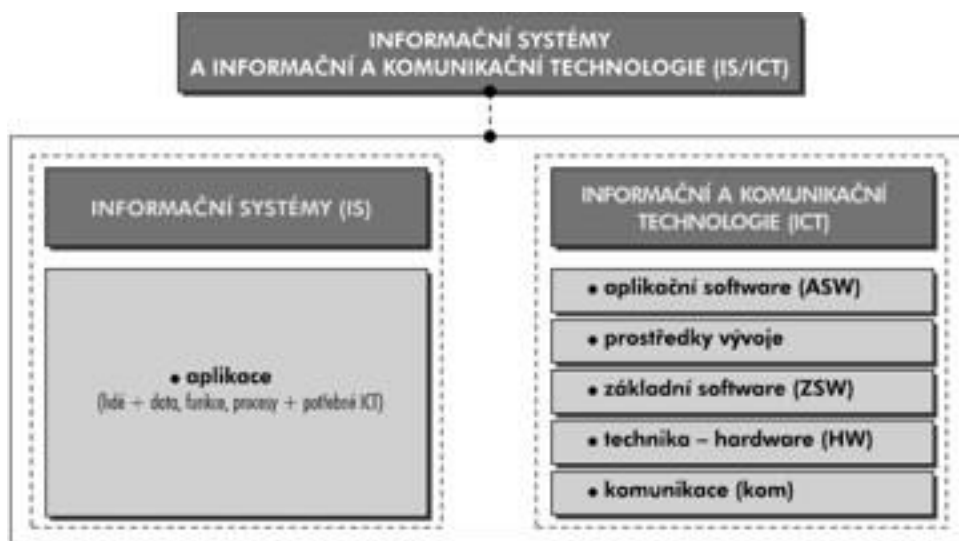 INFORMAČNÍ SYSTÉMY
A INFORMAČNÍ A KOMUNIKAČNÍ TECHNOLOGIE (IS/ICT)
INFORMAČNÍ SYSTÉMY (IS)
• aplikace
(lidé + data, funkce, procesy + potřebné ICT)
INFORMAČNÍ A KOMUNIKAČNÍ
TECHNOLOGIE (ICT)
• aplikační software (ASW)
• prostředky vývoje
• základní software (ZSW)
• technika – hardware (HW)
• komunikace (kom)